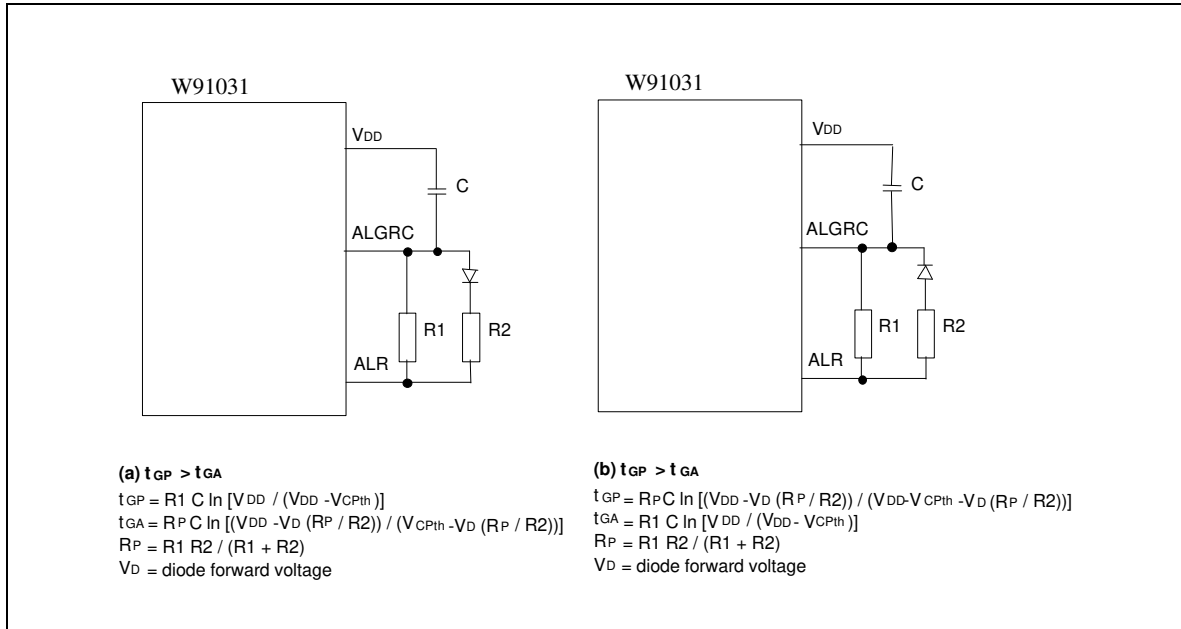 W91031
VDD
C
ALGRC
R1
R2
ALR
(a) tGP > tGA
tGP = R1 C ln [VDD / (VDD -VCPth)]
tGA = RP C ln [(VDD -VD (RP / R2)) / (VCPth -VD (RP / R2))]
RP = R1 R2 / (R1 + R2)
VD = diode forward voltage
W91031
VDD
C
ALGRC
R1
R2
ALR
(b) tGP > tGA
tGP = RP C ln [(VDD -VD (RP / R2)) / (VDD-VCPth -VD (RP / R2))]
tGA = R1 C ln [VDD / (VDD- VCPth)]
RP = R1 R2 / (R1 + R2)
VD = diode forward voltage